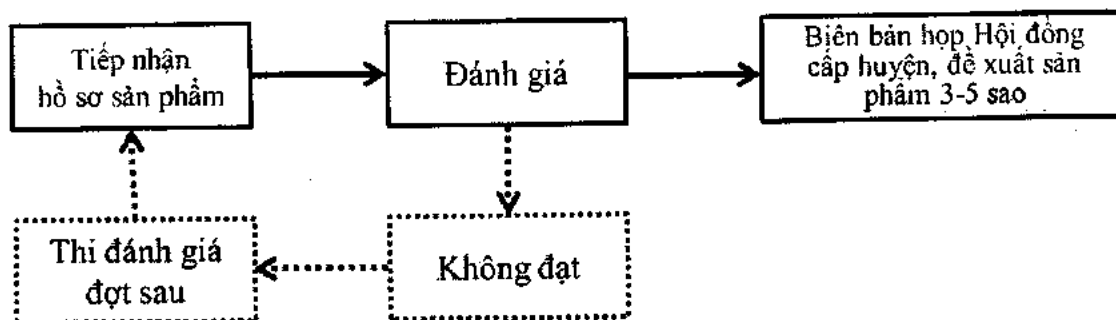 Tiếp nhận
hồ sơ sản phẩm
Đánh giá
Biên bản họp Hội đồng
cấp huyện, đề xuất sản
phẩm 3-5 sao
Thi đánh giá
đợt sau
Không đạt